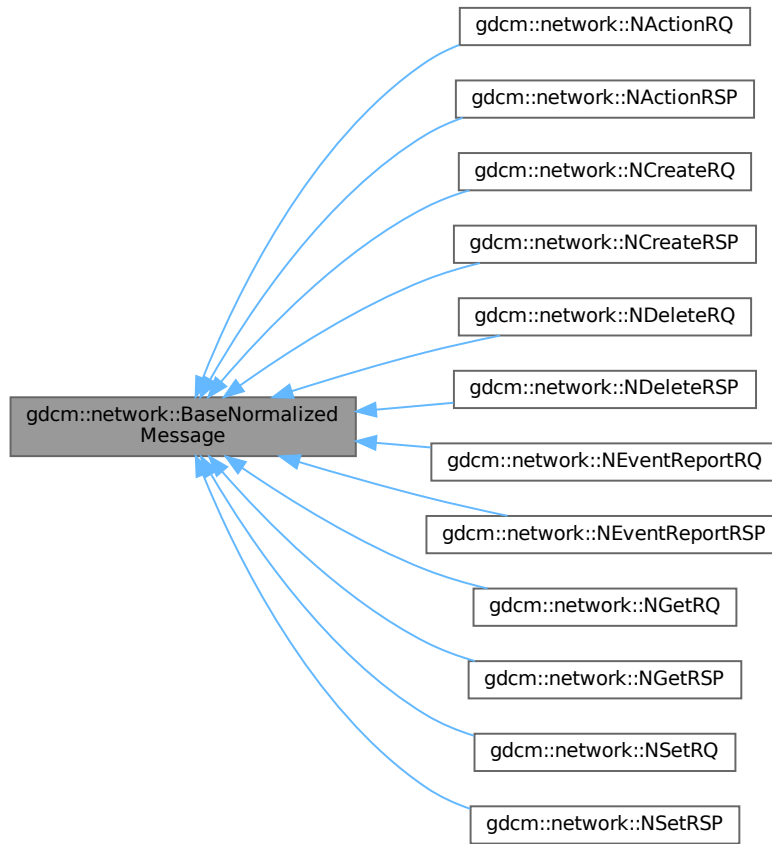 gdcm::network::NActionRQ
gdcm::network::NActionRSP
gdcm::network::NCreateRQ
gdcm::network::NCreateRSP
gdcm::network::NDeleteRQ
gdcm::network::NDeleteRSP
gdcm::network::BaseNormalized
Message
gdcm::network::NEventReportRQ
gdcm::network::NEventReportRSP
gdcm::network::NGetRQ
gdcm::network::NGetRSP
gdcm::network::NSetRQ
gdcm::network::NSetRSP